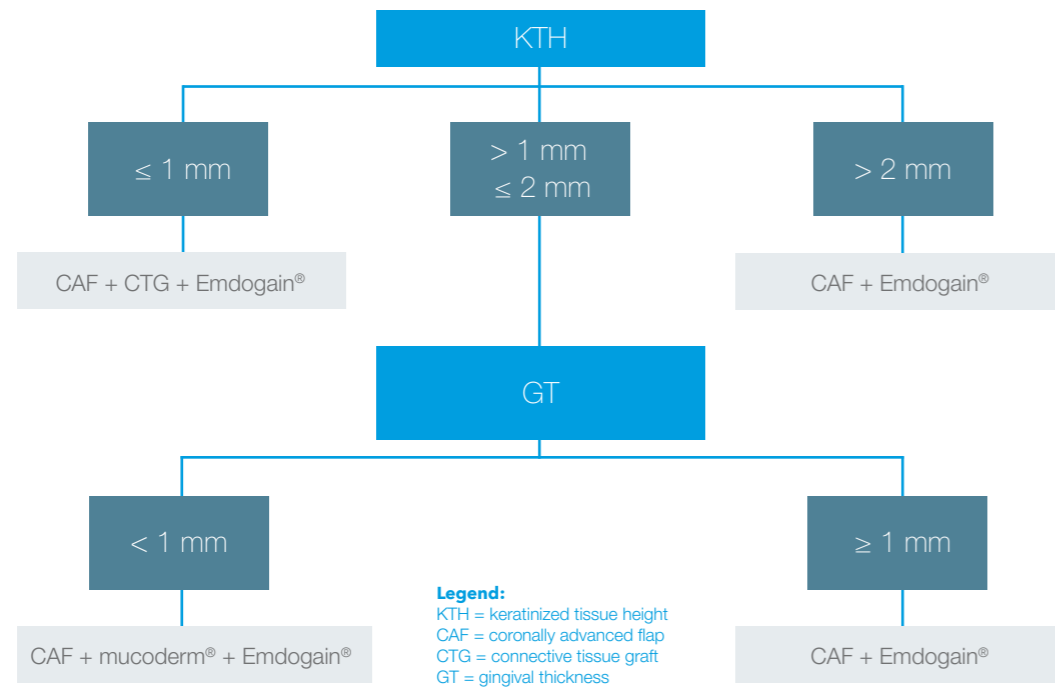 KTH
≤ 1 mm
> 1 mm
≤ 2 mm
> 2 mm
CAF + CTG + Emdogain®
CAF + Emdogain®
GT
< 1 mm
≥ 1 mm
Legend:
KTH = keratinized tissue height
CAF = coronally advanced flap
CTG = connective tissue graft
GT = gingival thickness
CAF + mucoderm® + Emdogain®
CAF + Emdogain®